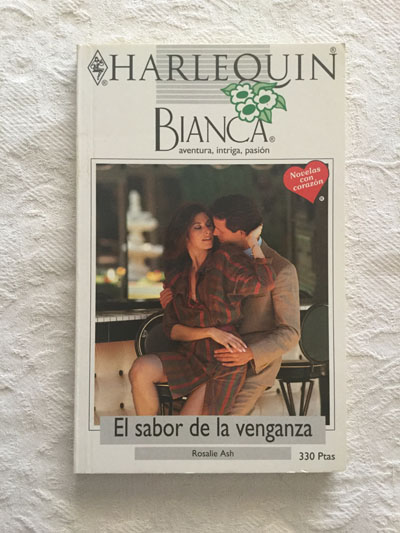 HARLEQUIN®
BIANCA®
aventura, intriga, pasión
Novelas
con
corazón
El sabor de la venganza
Rosalie Ash
330 Ptas